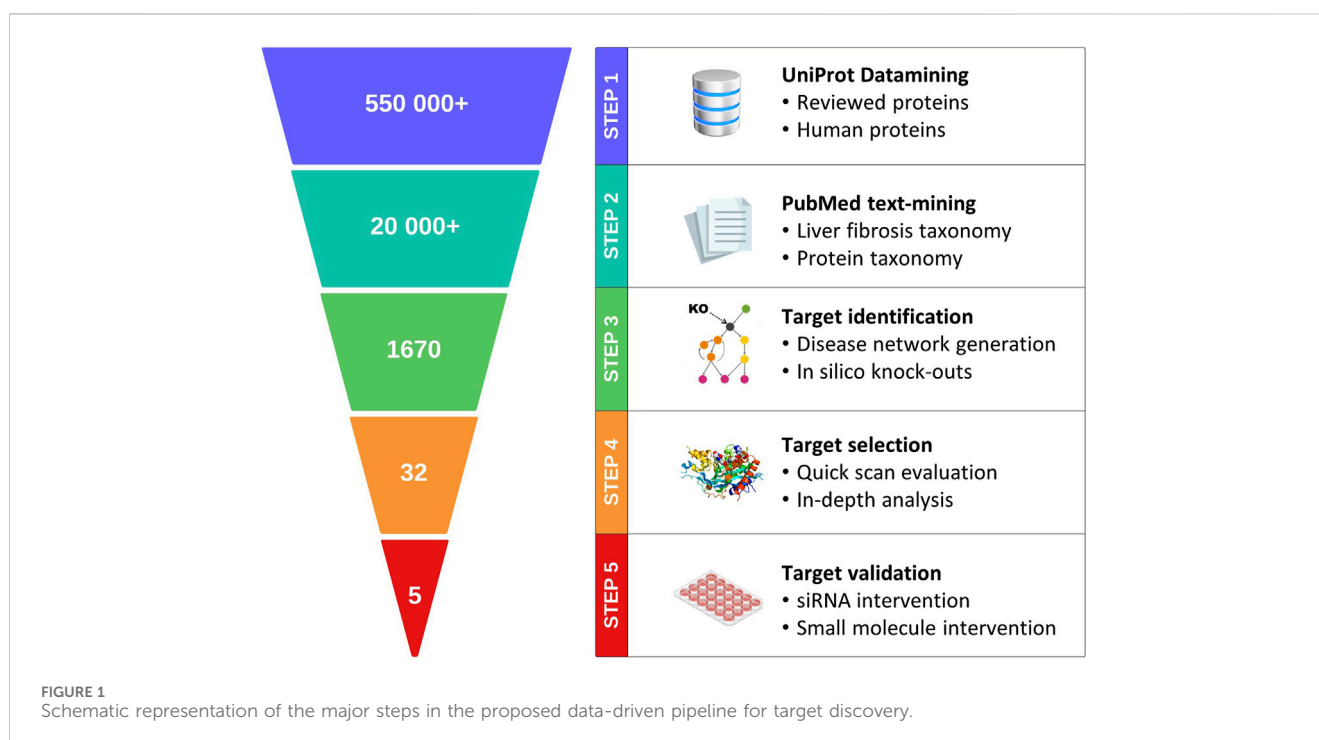 550 000+
STEP 1
UniProt Datamining
• Reviewed proteins
• Human proteins
20 000+
STEP 2
PubMed text-mining
• Liver fibrosis taxonomy
• Protein taxonomy
1670
STEP 3
KO
Target identification
• Disease network generation
• In silico knock-outs
32
STEP 4
Target selection
• Quick scan evaluation
• In-depth analysis
5
STEP 5
Target validation
• siRNA intervention
• Small molecule intervention
FIGURE 1
Schematic representation of the major steps in the proposed data-driven pipeline for target discovery.